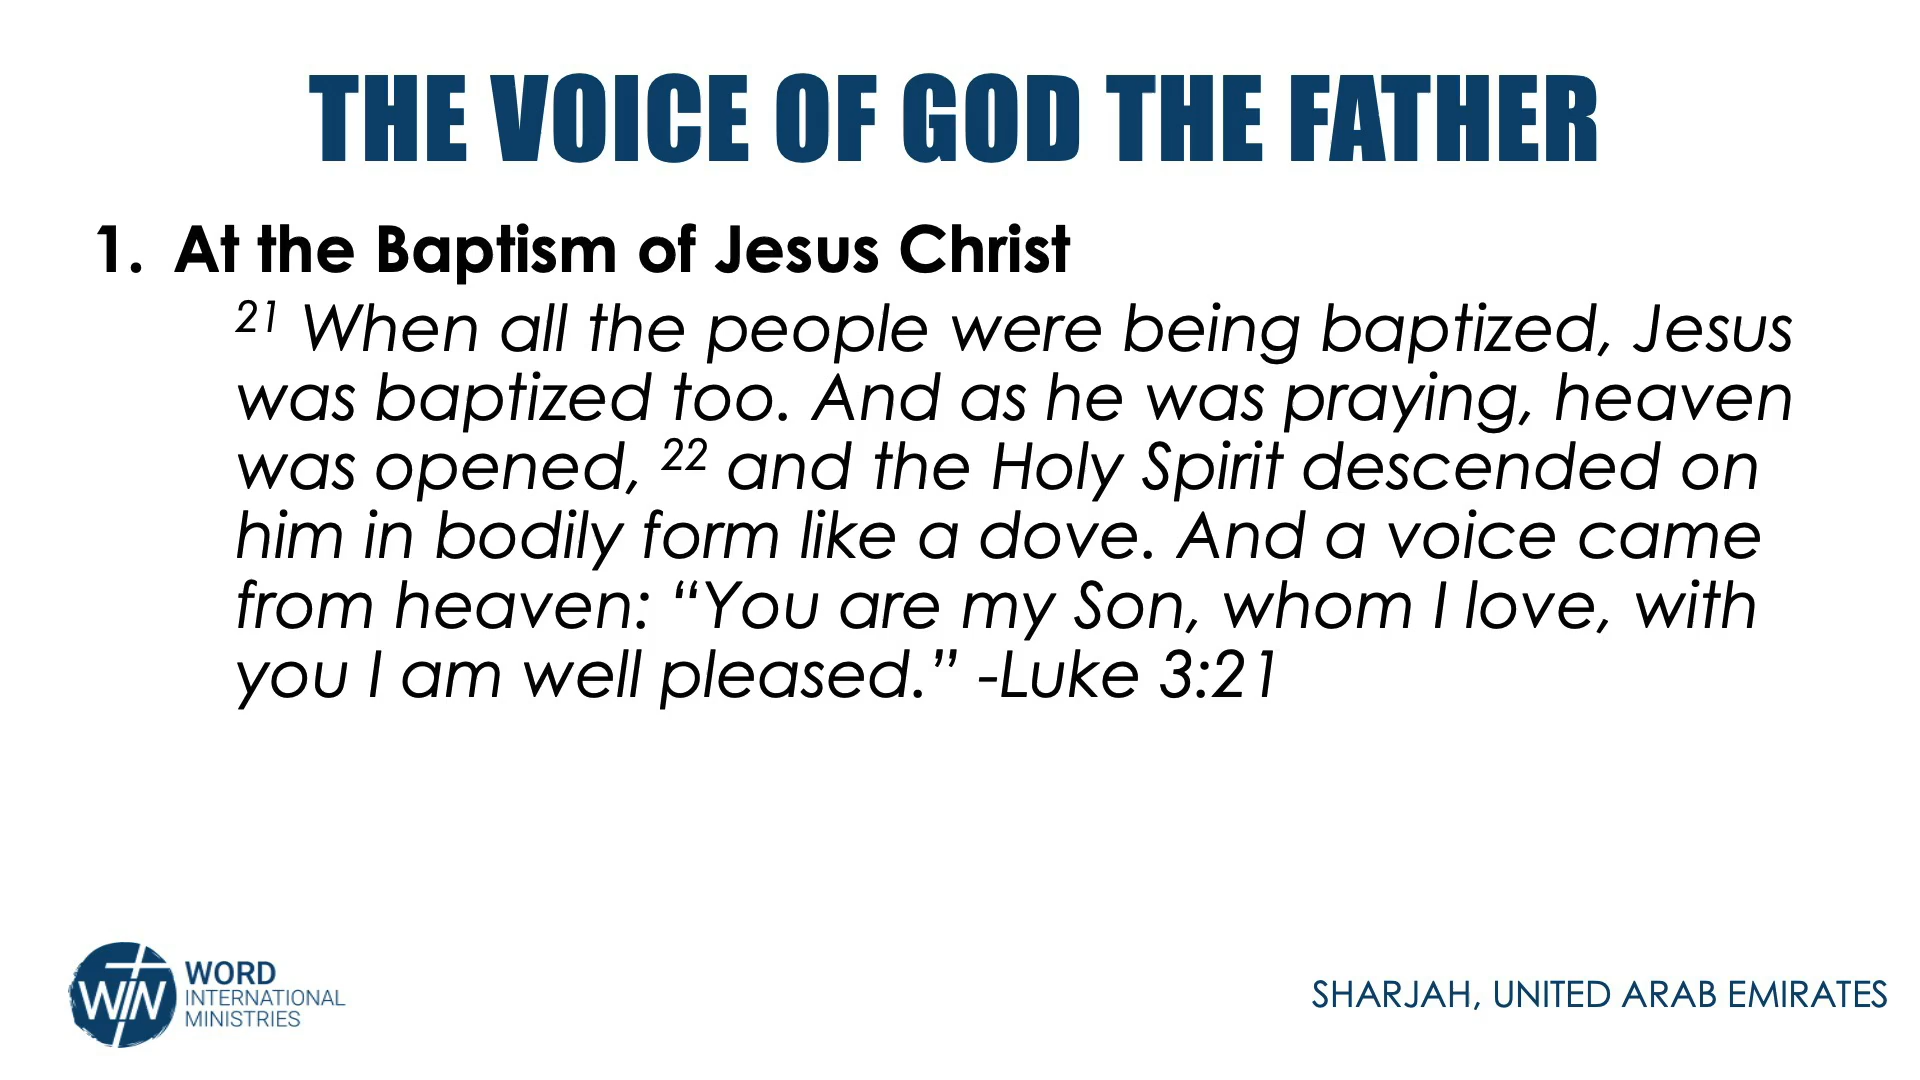 THE VOICE OF GOD THE FATHER
1. At the Baptism of Jesus Christ
21 When all the people were being baptized, Jesus
was baptized too. And as he was praying, heaven
was opened, 22 and the Holy Spirit descended on
him in bodily form like a dove. And a voice came
from heaven: “You are my Son, whom I love, with
you I am well pleased.” -Luke 3:21
WIN
WORD
INTERNATIONAL
MINISTRIES
SHARJAH, UNITED ARAB EMIRATES